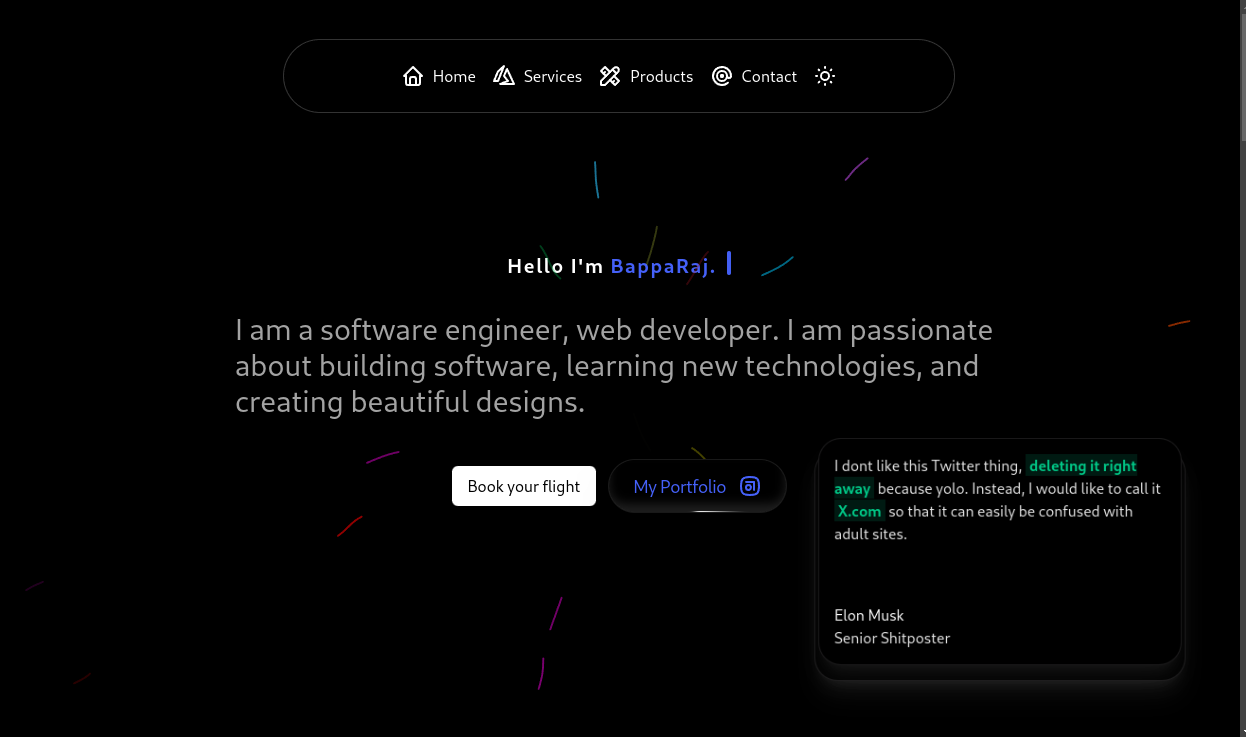 Home Services Products Contact
Hello I'm BappaRaj.
I am a software engineer, web developer. I am passionate
about building software, learning new technologies, and
creating beautiful designs.
Book your flight
My Portfolio
I dont like this Twitter thing, deleting it right
away because yolo. Instead, I would like to call it
X.com so that it can easily be confused with
adult sites.
Elon Musk
Senior Shitposter